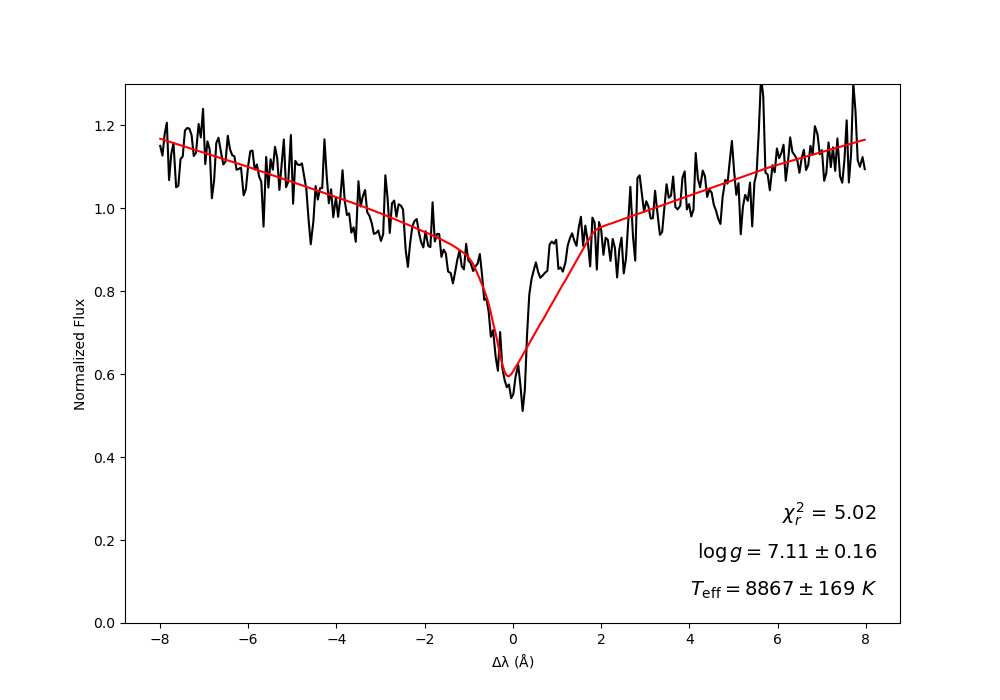 1.2
1.0
0.8
0.6
0.4
0.2
0.0
Normalized Flux
χ²ᵣ = 5.02
log g = 7.11 ± 0.16
T_eff = 8867 ± 169 K
−8 −6 −4 −2 0 2 4 6 8
Δλ (Å)